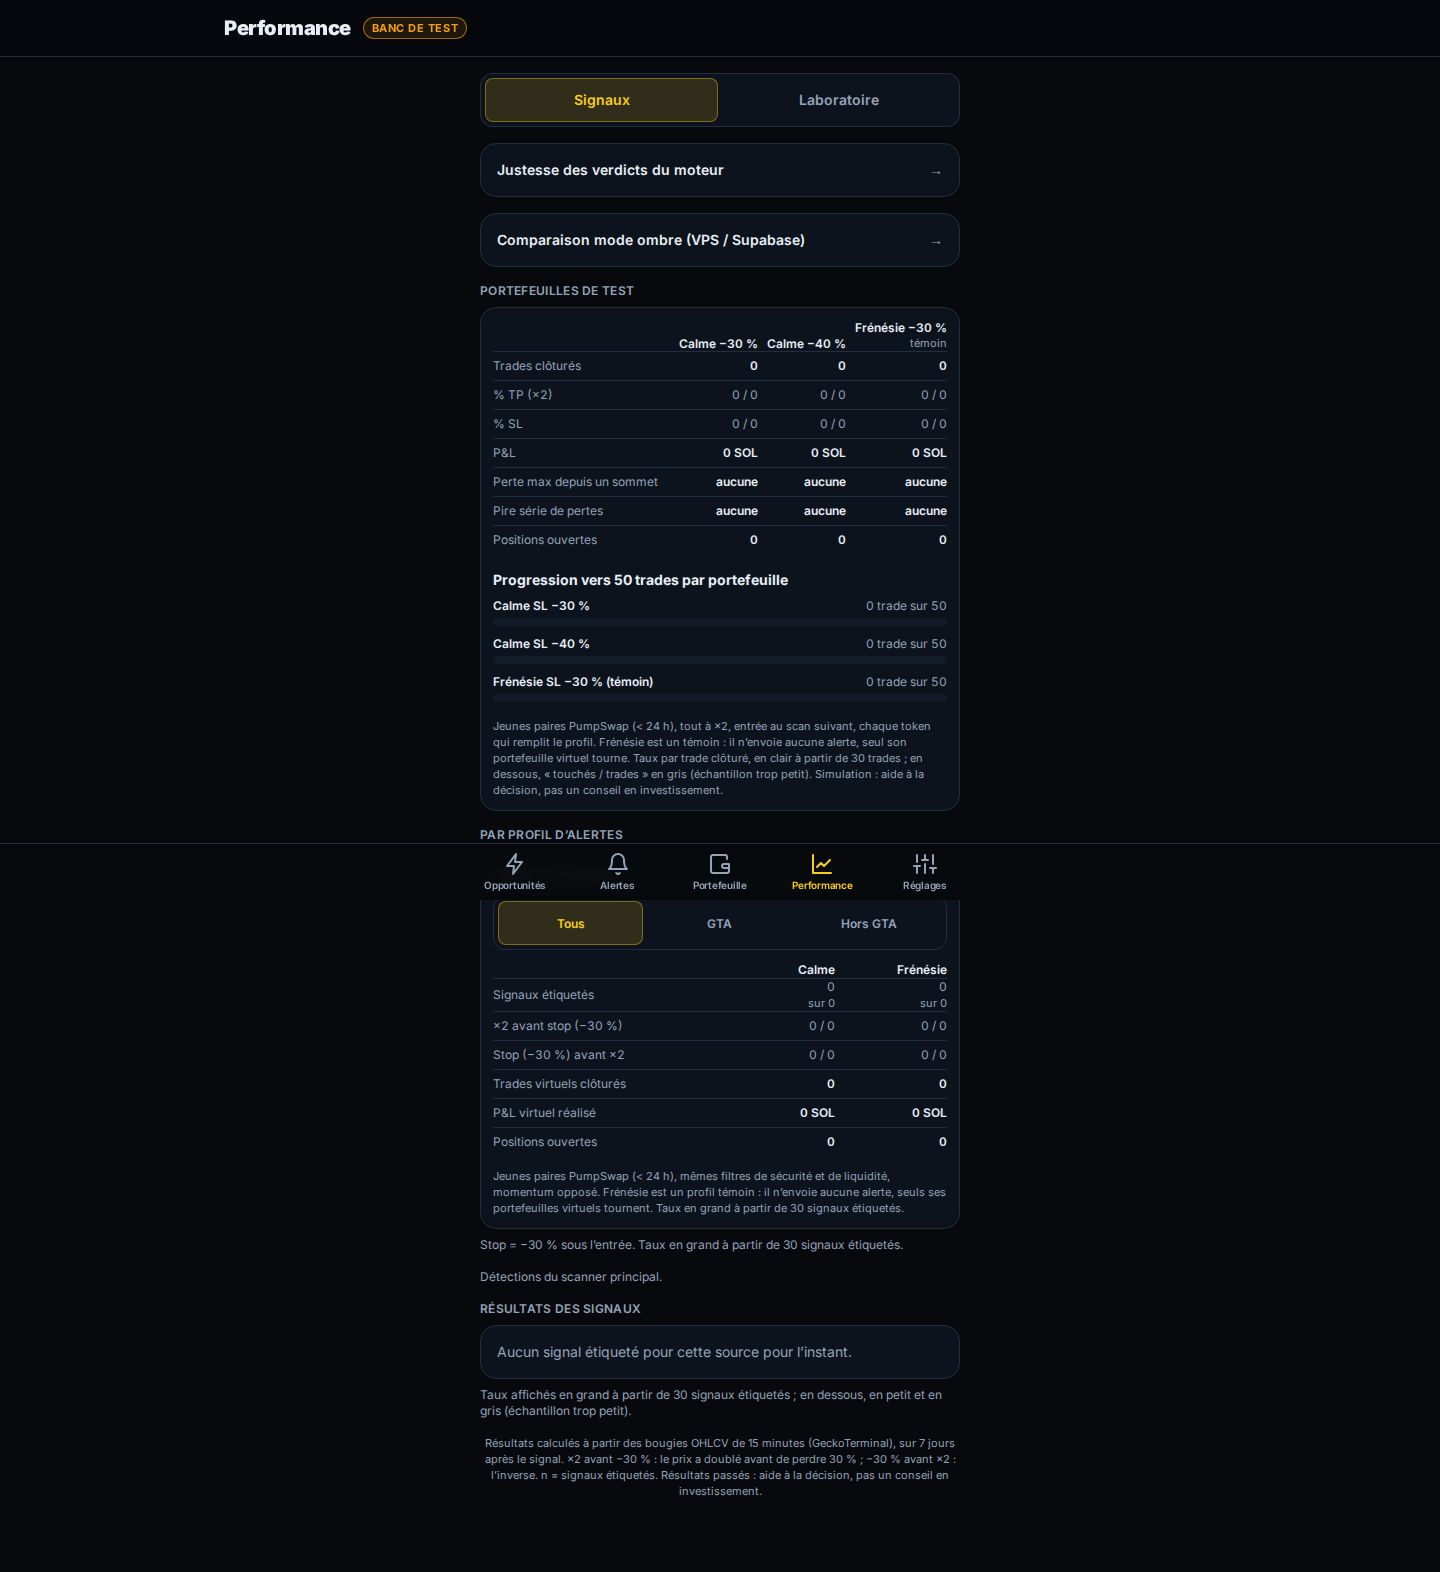 Performance BANC DE TEST
Signaux Laboratoire
Justesse des verdicts du moteur →
Comparaison mode ombre (VPS / Supabase) →
PORTEFEUILLES DE TEST
Frénésie −30 %
Calme −30 % Calme −40 % témoin
Trades clôturés 0 0 0
% TP (×2) 0 / 0 0 / 0 0 / 0
% SL 0 / 0 0 / 0 0 / 0
P&L 0 SOL 0 SOL 0 SOL
Perte max depuis un sommet aucune aucune aucune
Pire série de pertes aucune aucune aucune
Positions ouvertes 0 0 0
Progression vers 50 trades par portefeuille
Calme SL −30 % 0 trade sur 50
Calme SL −40 % 0 trade sur 50
Frénésie SL −30 % (témoin) 0 trade sur 50
Jeunes paires PumpSwap (< 24 h), tout à ×2, entrée au scan suivant, chaque token
qui remplit le profil. Frénésie est un témoin : il n’envoie aucune alerte, seul son
portefeuille virtuel tourne. Taux par trade clôturé, en clair à partir de 30 trades ; en
dessous, « touchés / trades » en gris (échantillon trop petit). Simulation : aide à la
décision, pas un conseil en investissement.
PAR PROFIL D’ALERTES
Opportunités Alertes Portefeuille Performance Réglages
Tous GTA Hors GTA
Calme Frénésie
Signaux étiquetés 0 0
sur 0 sur 0
×2 avant stop (−30 %) 0 / 0 0 / 0
Stop (−30 %) avant ×2 0 / 0 0 / 0
Trades virtuels clôturés 0 0
P&L virtuel réalisé 0 SOL 0 SOL
Positions ouvertes 0 0
Jeunes paires PumpSwap (< 24 h), mêmes filtres de sécurité et de liquidité,
momentum opposé. Frénésie est un profil témoin : il n’envoie aucune alerte, seuls ses
portefeuilles virtuels tournent. Taux en grand à partir de 30 signaux étiquetés.
Stop = −30 % sous l’entrée. Taux en grand à partir de 30 signaux étiquetés.
Détections du scanner principal.
RÉSULTATS DES SIGNAUX
Aucun signal étiqueté pour cette source pour l’instant.
Taux affichés en grand à partir de 30 signaux étiquetés ; en dessous, en petit et en
gris (échantillon trop petit).
Résultats calculés à partir des bougies OHLCV de 15 minutes (GeckoTerminal), sur 7 jours
après le signal. ×2 avant −30 % : le prix a doublé avant de perdre 30 % ; −30 % avant ×2 :
l’inverse. n = signaux étiquetés. Résultats passés : aide à la décision, pas un conseil en
investissement.